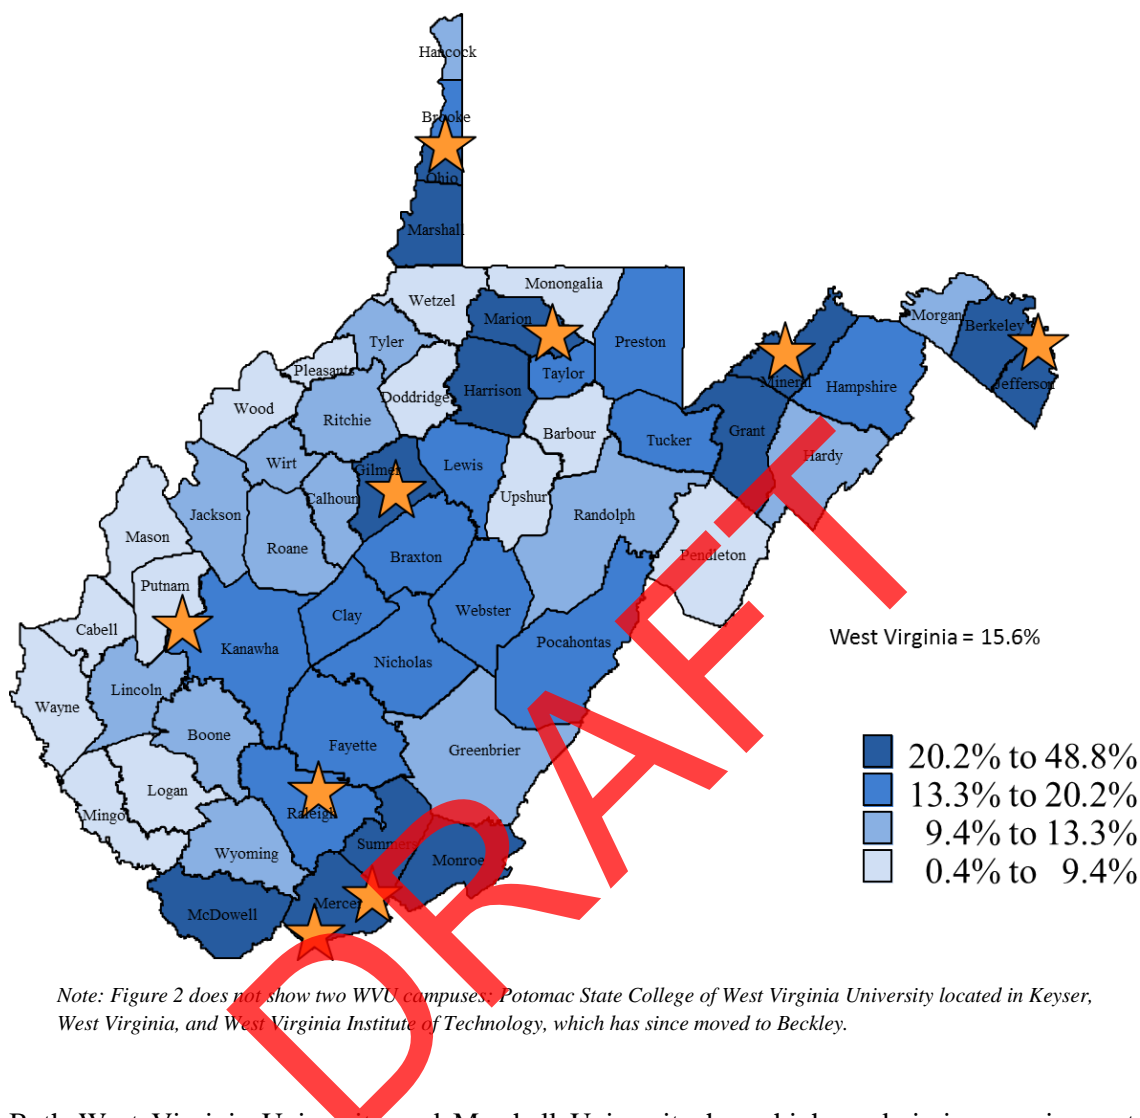 Hancock
Brooke
Ohio
Marshall
Wetzel
Monongalia
Marion
Morgan
Berkeley
Tyler
Preston
Pleasants
Taylor
Mineral
Jefferson
Harrison
Hampshire
Doddridge
Wood
Ritchie
Barbour
Tucker
Grant
Hardy
Wirt
Gilmer
Lewis
Calhoun
Upshur
Jackson
Randolph
Mason
Roane
Braxton
Pendleton
Putnam
Clay
Webster
Cabell
Kanawha
Pocahontas
West Virginia = 15.6%
Nicholas
Lincoln
Wayne
Boone
Fayette
Greenbrier
20.2% to 48.8%
13.3% to 20.2%
9.4% to 13.3%
0.4% to 9.4%
Logan
Mingo
Raleigh
Wyoming
Summers
Monroe
Mercer
McDowell
DRAFT
Note: Figure 2 does not show two WVU campuses: Potomac State College of West Virginia University located in Keyser,
West Virginia, and West Virginia Institute of Technology, which has since moved to Beckley.